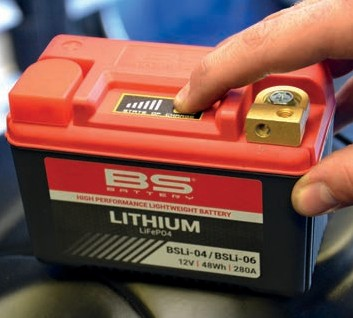 STATE OF CHARGE
BS
BATTERY
HIGH PERFORMANCE LIGHTWEIGHT BATTERY
LITHIUM
LiFePO4
BSLi-04 / BSLi-06
12V | 48Wh | 280A